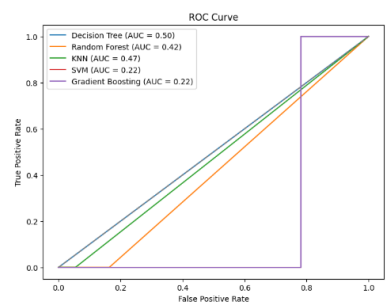 ROC Curve
Decision Tree (AUC = 0.50)
Random Forest (AUC = 0.42)
KNN (AUC = 0.47)
SVM (AUC = 0.22)
Gradient Boosting (AUC = 0.22)
True Positive Rate
1.0
0.8
0.6
0.4
0.2
0.0
0.0 0.2 0.4 0.6 0.8 1.0
False Positive Rate